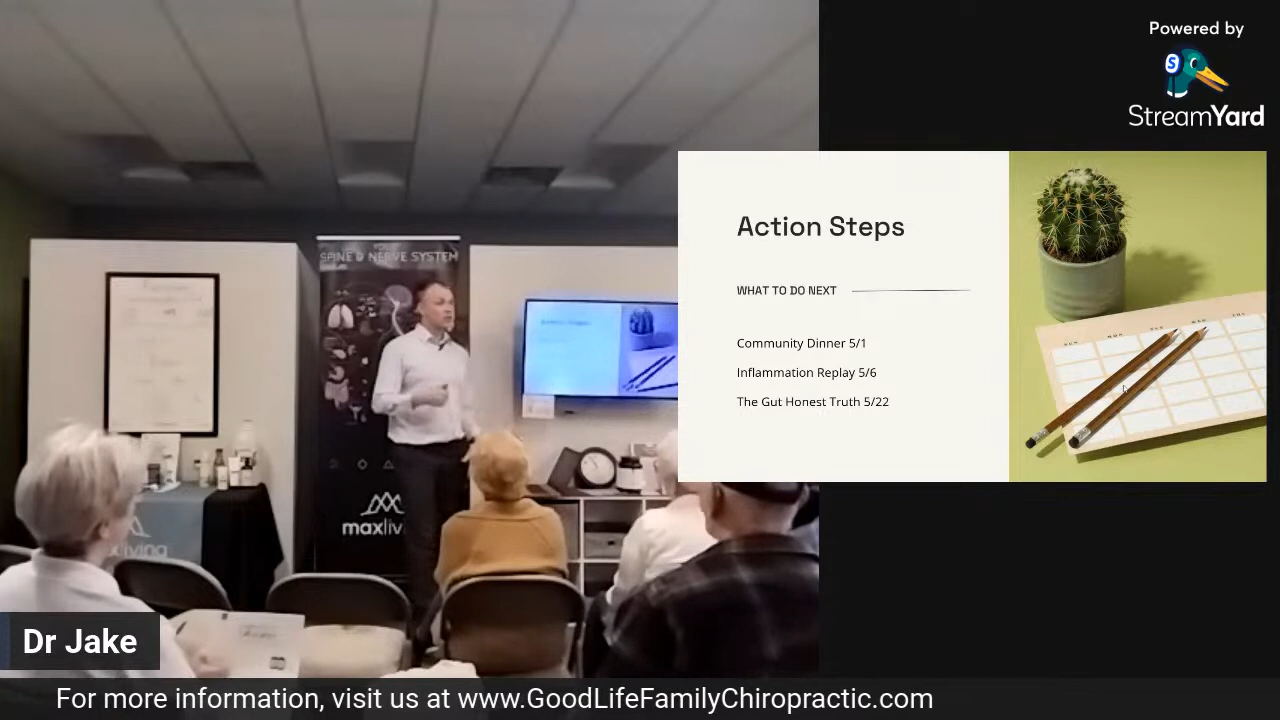 Powered by
StreamYard
Action Steps
WHAT TO DO NEXT
Community Dinner 5/1
Inflammation Replay 5/6
The Gut Honest Truth 5/22
SPINE & NERVE SYSTEM
maxliv
xliving
Dr Jake
For more information, visit us at www.GoodLifeFamilyChiropractic.com